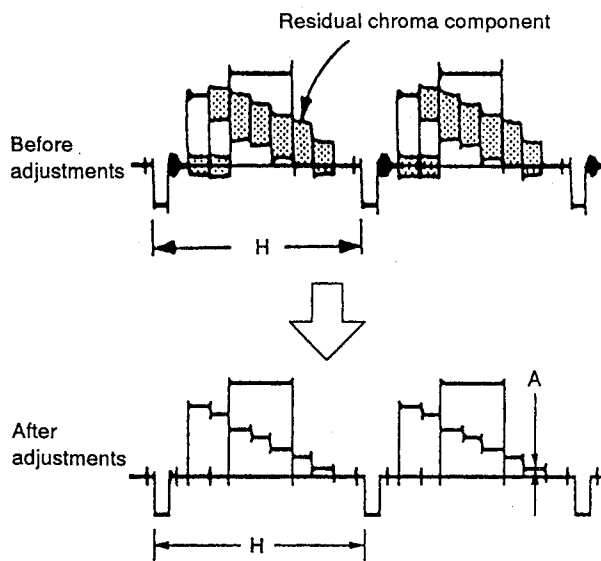 Residual chroma component
Before
adjustments
H
A
After
adjustments
H